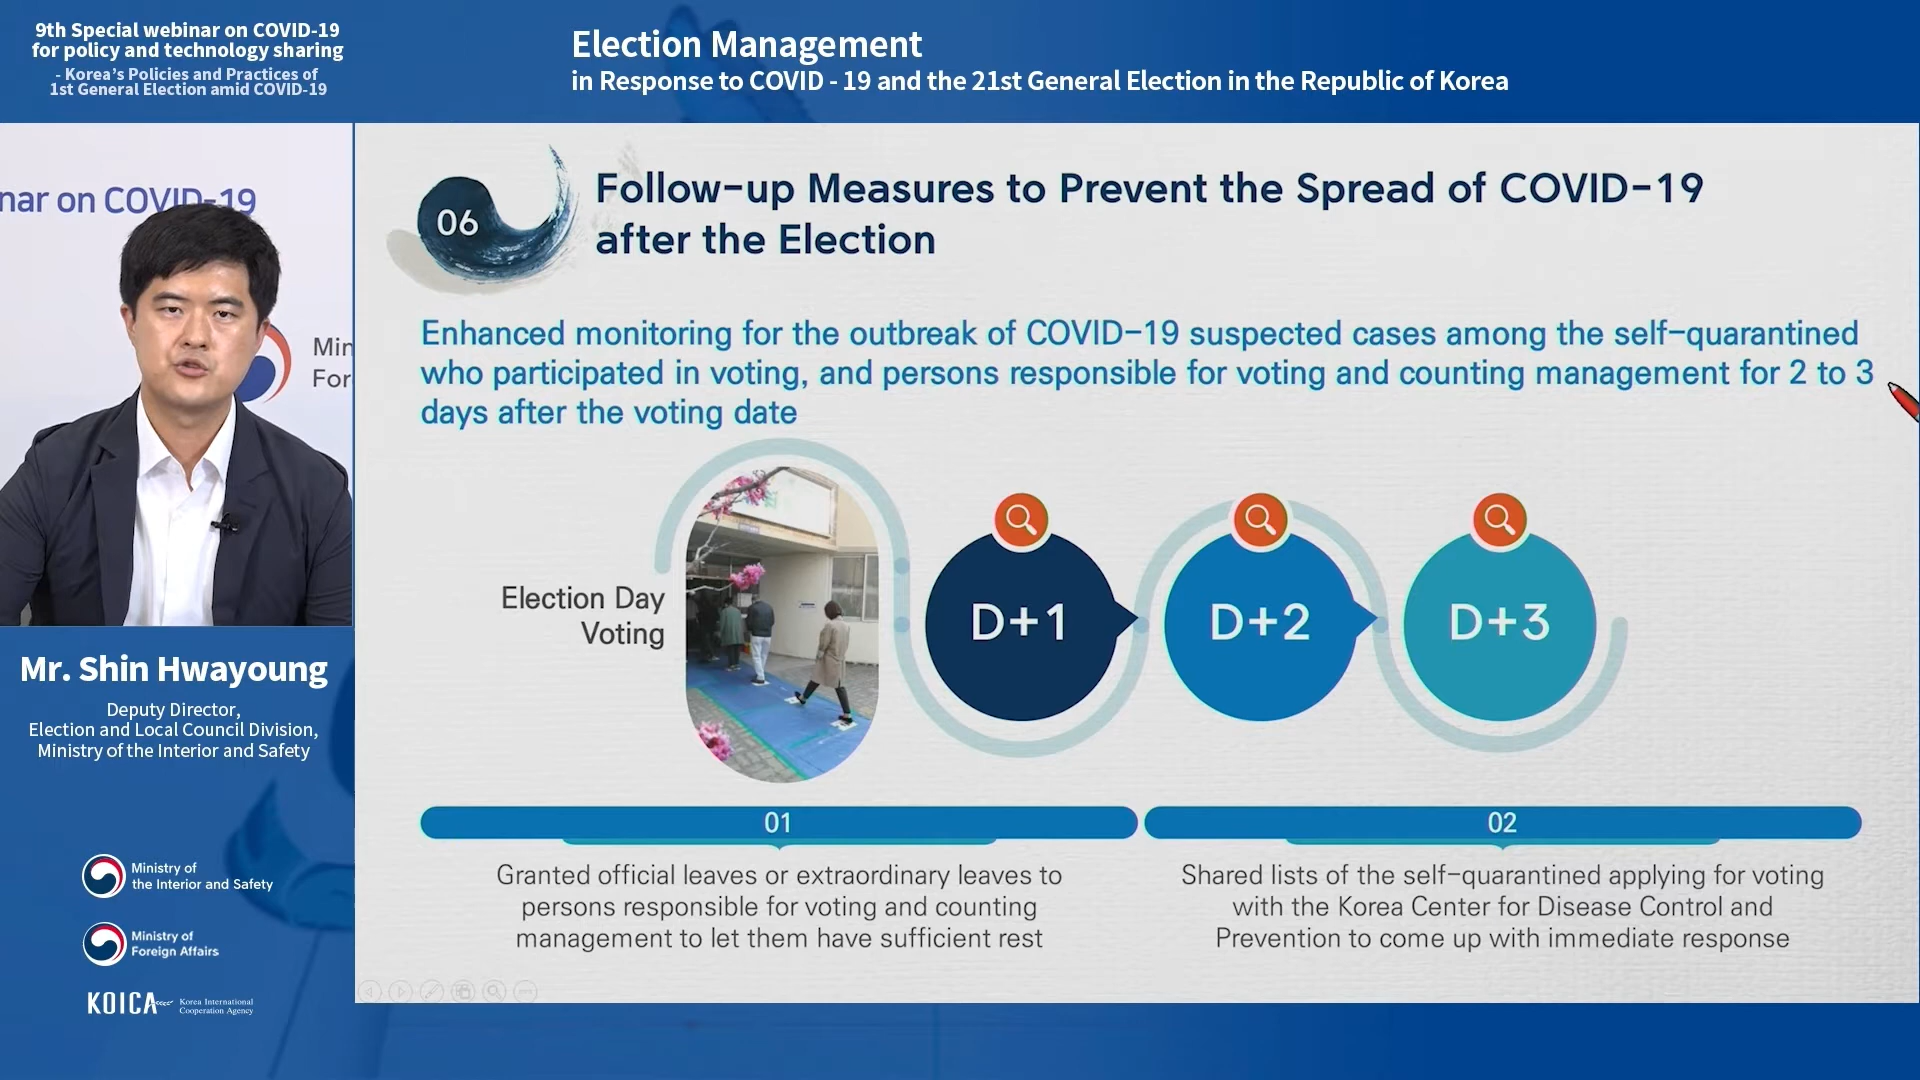 9th Special webinar on COVID-19
for policy and technology sharing
- Korea's Policies and Practices of
1st General Election amid COVID-19
Election Management
in Response to COVID - 19 and the 21st General Election in the Republic of Korea
nar on COVID-19
Min
For
06
Follow-up Measures to Prevent the Spread of COVID-19
after the Election
Enhanced monitoring for the outbreak of COVID-19 suspected cases among the self-quarantined
who participated in voting, and persons responsible for voting and counting management for 2 to 3
days after the voting date
Election Day
Voting
D+1
D+2
D+3
01
Granted official leaves or extraordinary leaves to
persons responsible for voting and counting
management to let them have sufficient rest
02
Shared lists of the self-quarantined applying for voting
with the Korea Center for Disease Control and
Prevention to come up with immediate response
Mr. Shin Hwayoung
Deputy Director,
Election and Local Council Division,
Ministry of the Interior and Safety
Ministry of
the Interior and Safety
Ministry of
Foreign Affairs
KOICA
Korea International
Cooperation Agency